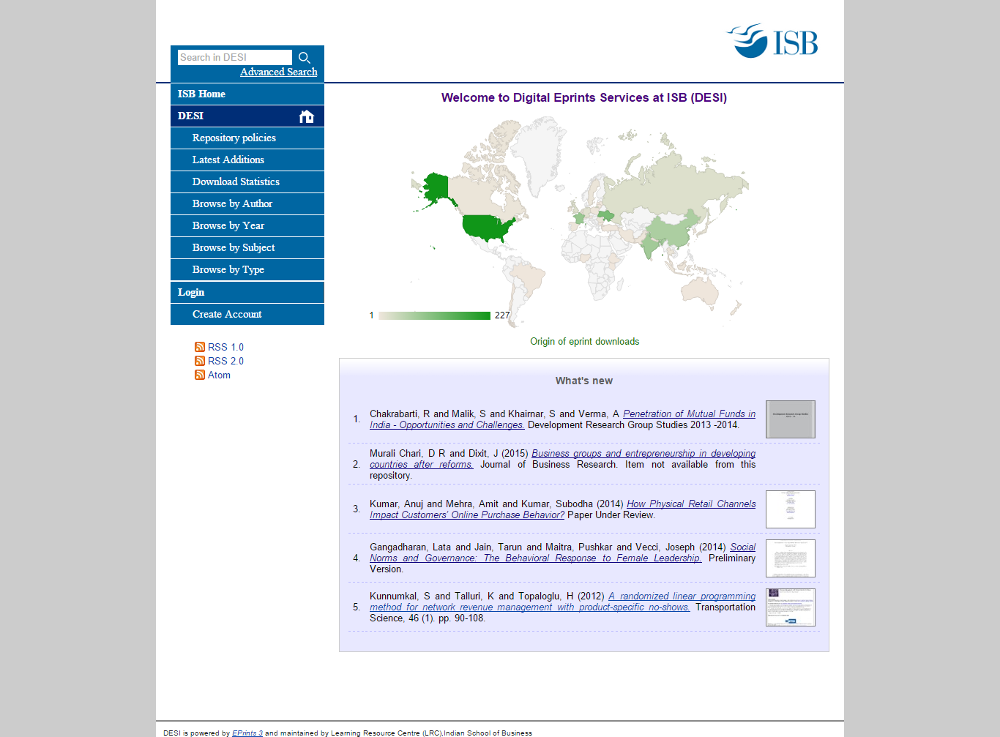 ISB
Search in DESI
Advanced Search
ISB Home
DESI
Repository policies
Latest Additions
Download Statistics
Browse by Author
Browse by Year
Browse by Subject
Browse by Type
Login
Create Account
RSS 1.0
RSS 2.0
Atom
Welcome to Digital Eprints Services at ISB (DESI)
1 227
Origin of eprint downloads
What's new
1. Chakrabarti, R and Malik, S and Khairnar, S and Verma, A Penetration of Mutual Funds in
India - Opportunities and Challenges. Development Research Group Studies 2013 -2014.
2. Murali Chari, D R and Dixit, J (2015) Business groups and entrepreneurship in developing
countries after reforms. Journal of Business Research. Item not available from this
repository.
3. Kumar, Anuj and Mehra, Amit and Kumar, Subodha (2014) How Physical Retail Channels
Impact Customers’ Online Purchase Behavior? Paper Under Review.
4. Gangadharan, Lata and Jain, Tarun and Maitra, Pushkar and Vecci, Joseph (2014) Social
Norms and Governance: The Behavioral Response to Female Leadership. Preliminary
Version.
5. Kunnumkal, S and Talluri, K and Topaloglu, H (2012) A randomized linear programming
method for network revenue management with product-specific no-shows. Transportation
Science, 46 (1). pp. 90-108.
DESI is powered by EPrints 3 and maintained by Learning Resource Centre (LRC),Indian School of Business